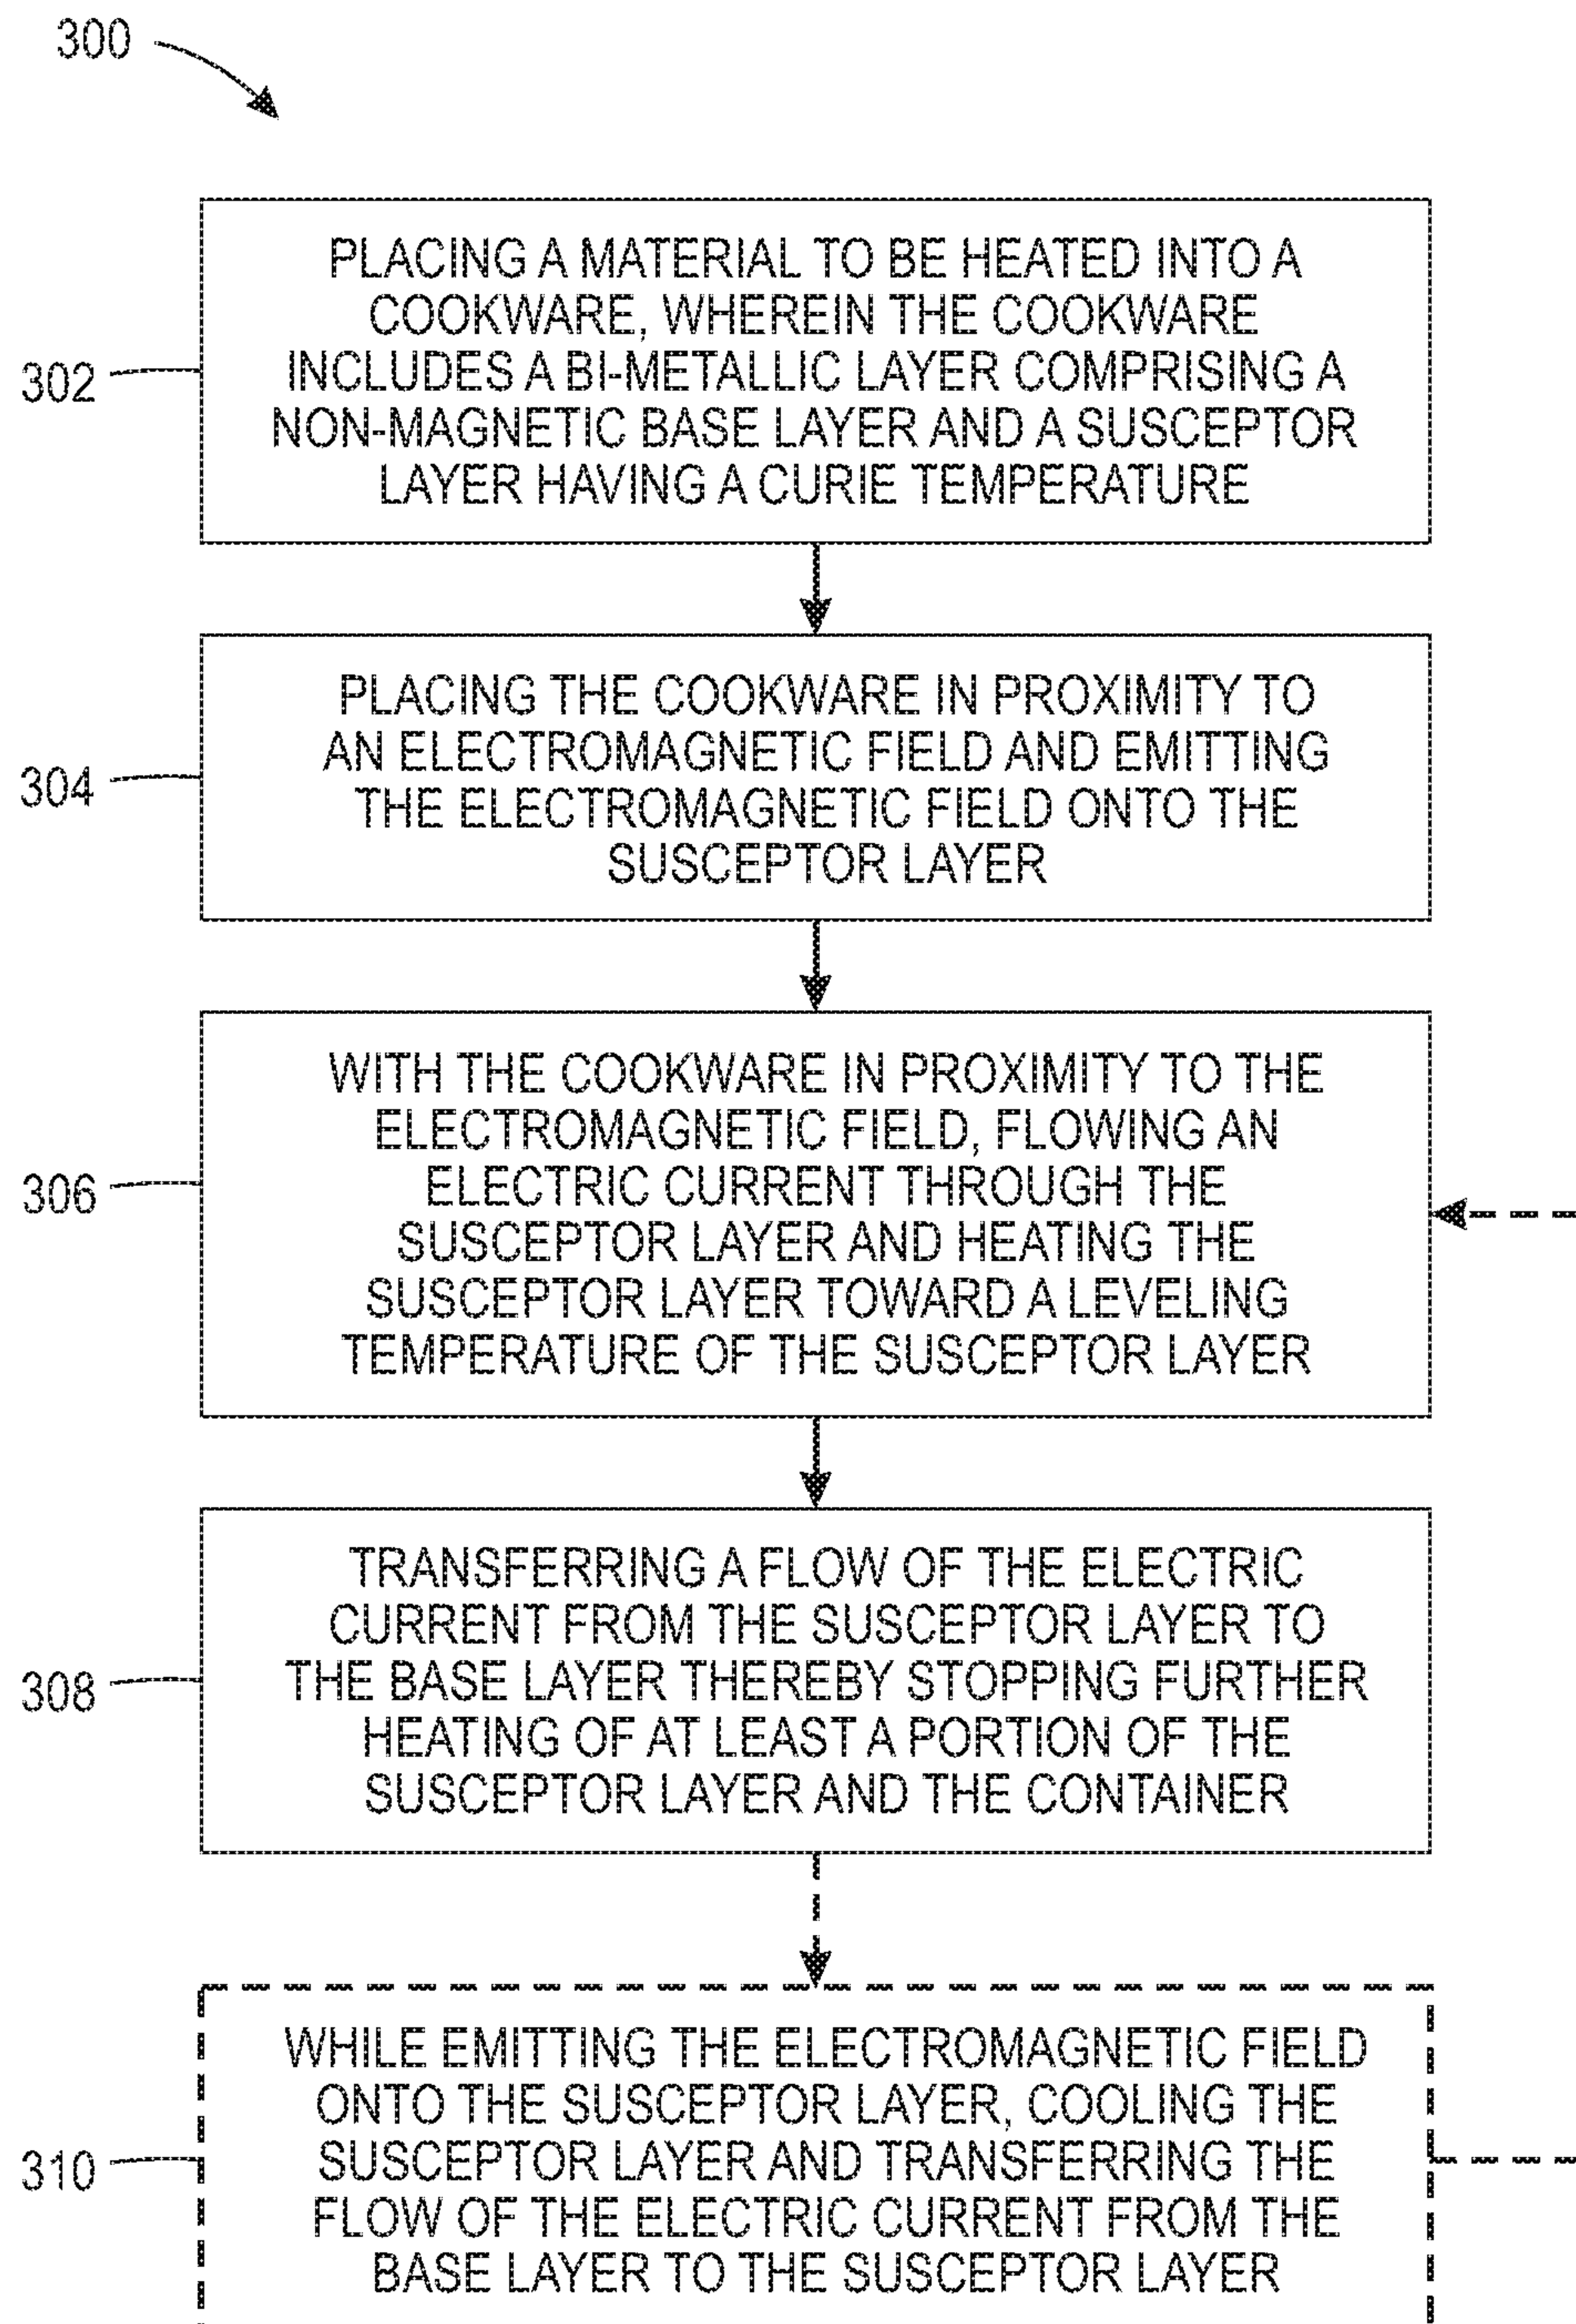 300
302
PLACING A MATERIAL TO BE HEATED INTO A
COOKWARE, WHEREIN THE COOKWARE
INCLUDES A BI-METALLIC LAYER COMPRISING A
NON-MAGNETIC BASE LAYER AND A SUSCEPTOR
LAYER HAVING A CURIE TEMPERATURE
304
PLACING THE COOKWARE IN PROXIMITY TO
AN ELECTROMAGNETIC FIELD AND EMITTING
THE ELECTROMAGNETIC FIELD ONTO THE
SUSCEPTOR LAYER
306
WITH THE COOKWARE IN PROXIMITY TO THE
ELECTROMAGNETIC FIELD, FLOWING AN
ELECTRIC CURRENT THROUGH THE
SUSCEPTOR LAYER AND HEATING THE
SUSCEPTOR LAYER TOWARD A LEVELING
TEMPERATURE OF THE SUSCEPTOR LAYER
308
TRANSFERRING A FLOW OF THE ELECTRIC
CURRENT FROM THE SUSCEPTOR LAYER TO
THE BASE LAYER THEREBY STOPPING FURTHER
HEATING OF AT LEAST A PORTION OF THE
SUSCEPTOR LAYER AND THE CONTAINER
310
WHILE EMITTING THE ELECTROMAGNETIC FIELD
ONTO THE SUSCEPTOR LAYER, COOLING THE
SUSCEPTOR LAYER AND TRANSFERRING THE
FLOW OF THE ELECTRIC CURRENT FROM THE
BASE LAYER TO THE SUSCEPTOR LAYER